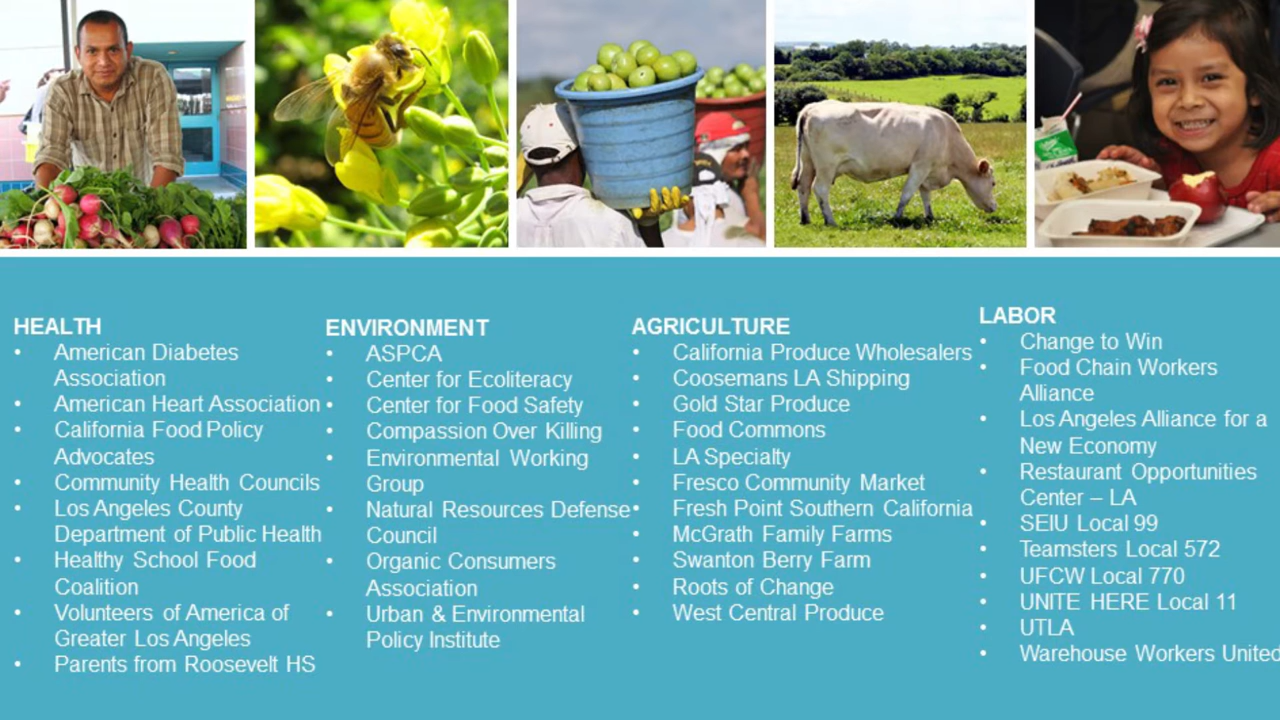 HEALTH
• American Diabetes
Association
• American Heart Association
• California Food Policy
Advocates
• Community Health Councils
• Los Angeles County
Department of Public Health
• Healthy School Food
Coalition
• Volunteers of America of
Greater Los Angeles
• Parents from Roosevelt HS
ENVIRONMENT
• ASPCA
• Center for Ecoliteracy
• Center for Food Safety
• Compassion Over Killing
• Environmental Working
Group
• Natural Resources Defense
Council
• Organic Consumers
Association
• Urban & Environmental
Policy Institute
AGRICULTURE
• California Produce Wholesalers
• Coosemans LA Shipping
• Gold Star Produce
• Food Commons
• LA Specialty
• Fresco Community Market
• Fresh Point Southern California
• McGrath Family Farms
• Swanton Berry Farm
• Roots of Change
• West Central Produce
LABOR
• Change to Win
• Food Chain Workers
Alliance
• Los Angeles Alliance for a
New Economy
• Restaurant Opportunities
Center – LA
• SEIU Local 99
• Teamsters Local 572
• UFCW Local 770
• UNITE HERE Local 11
• UTLA
• Warehouse Workers United